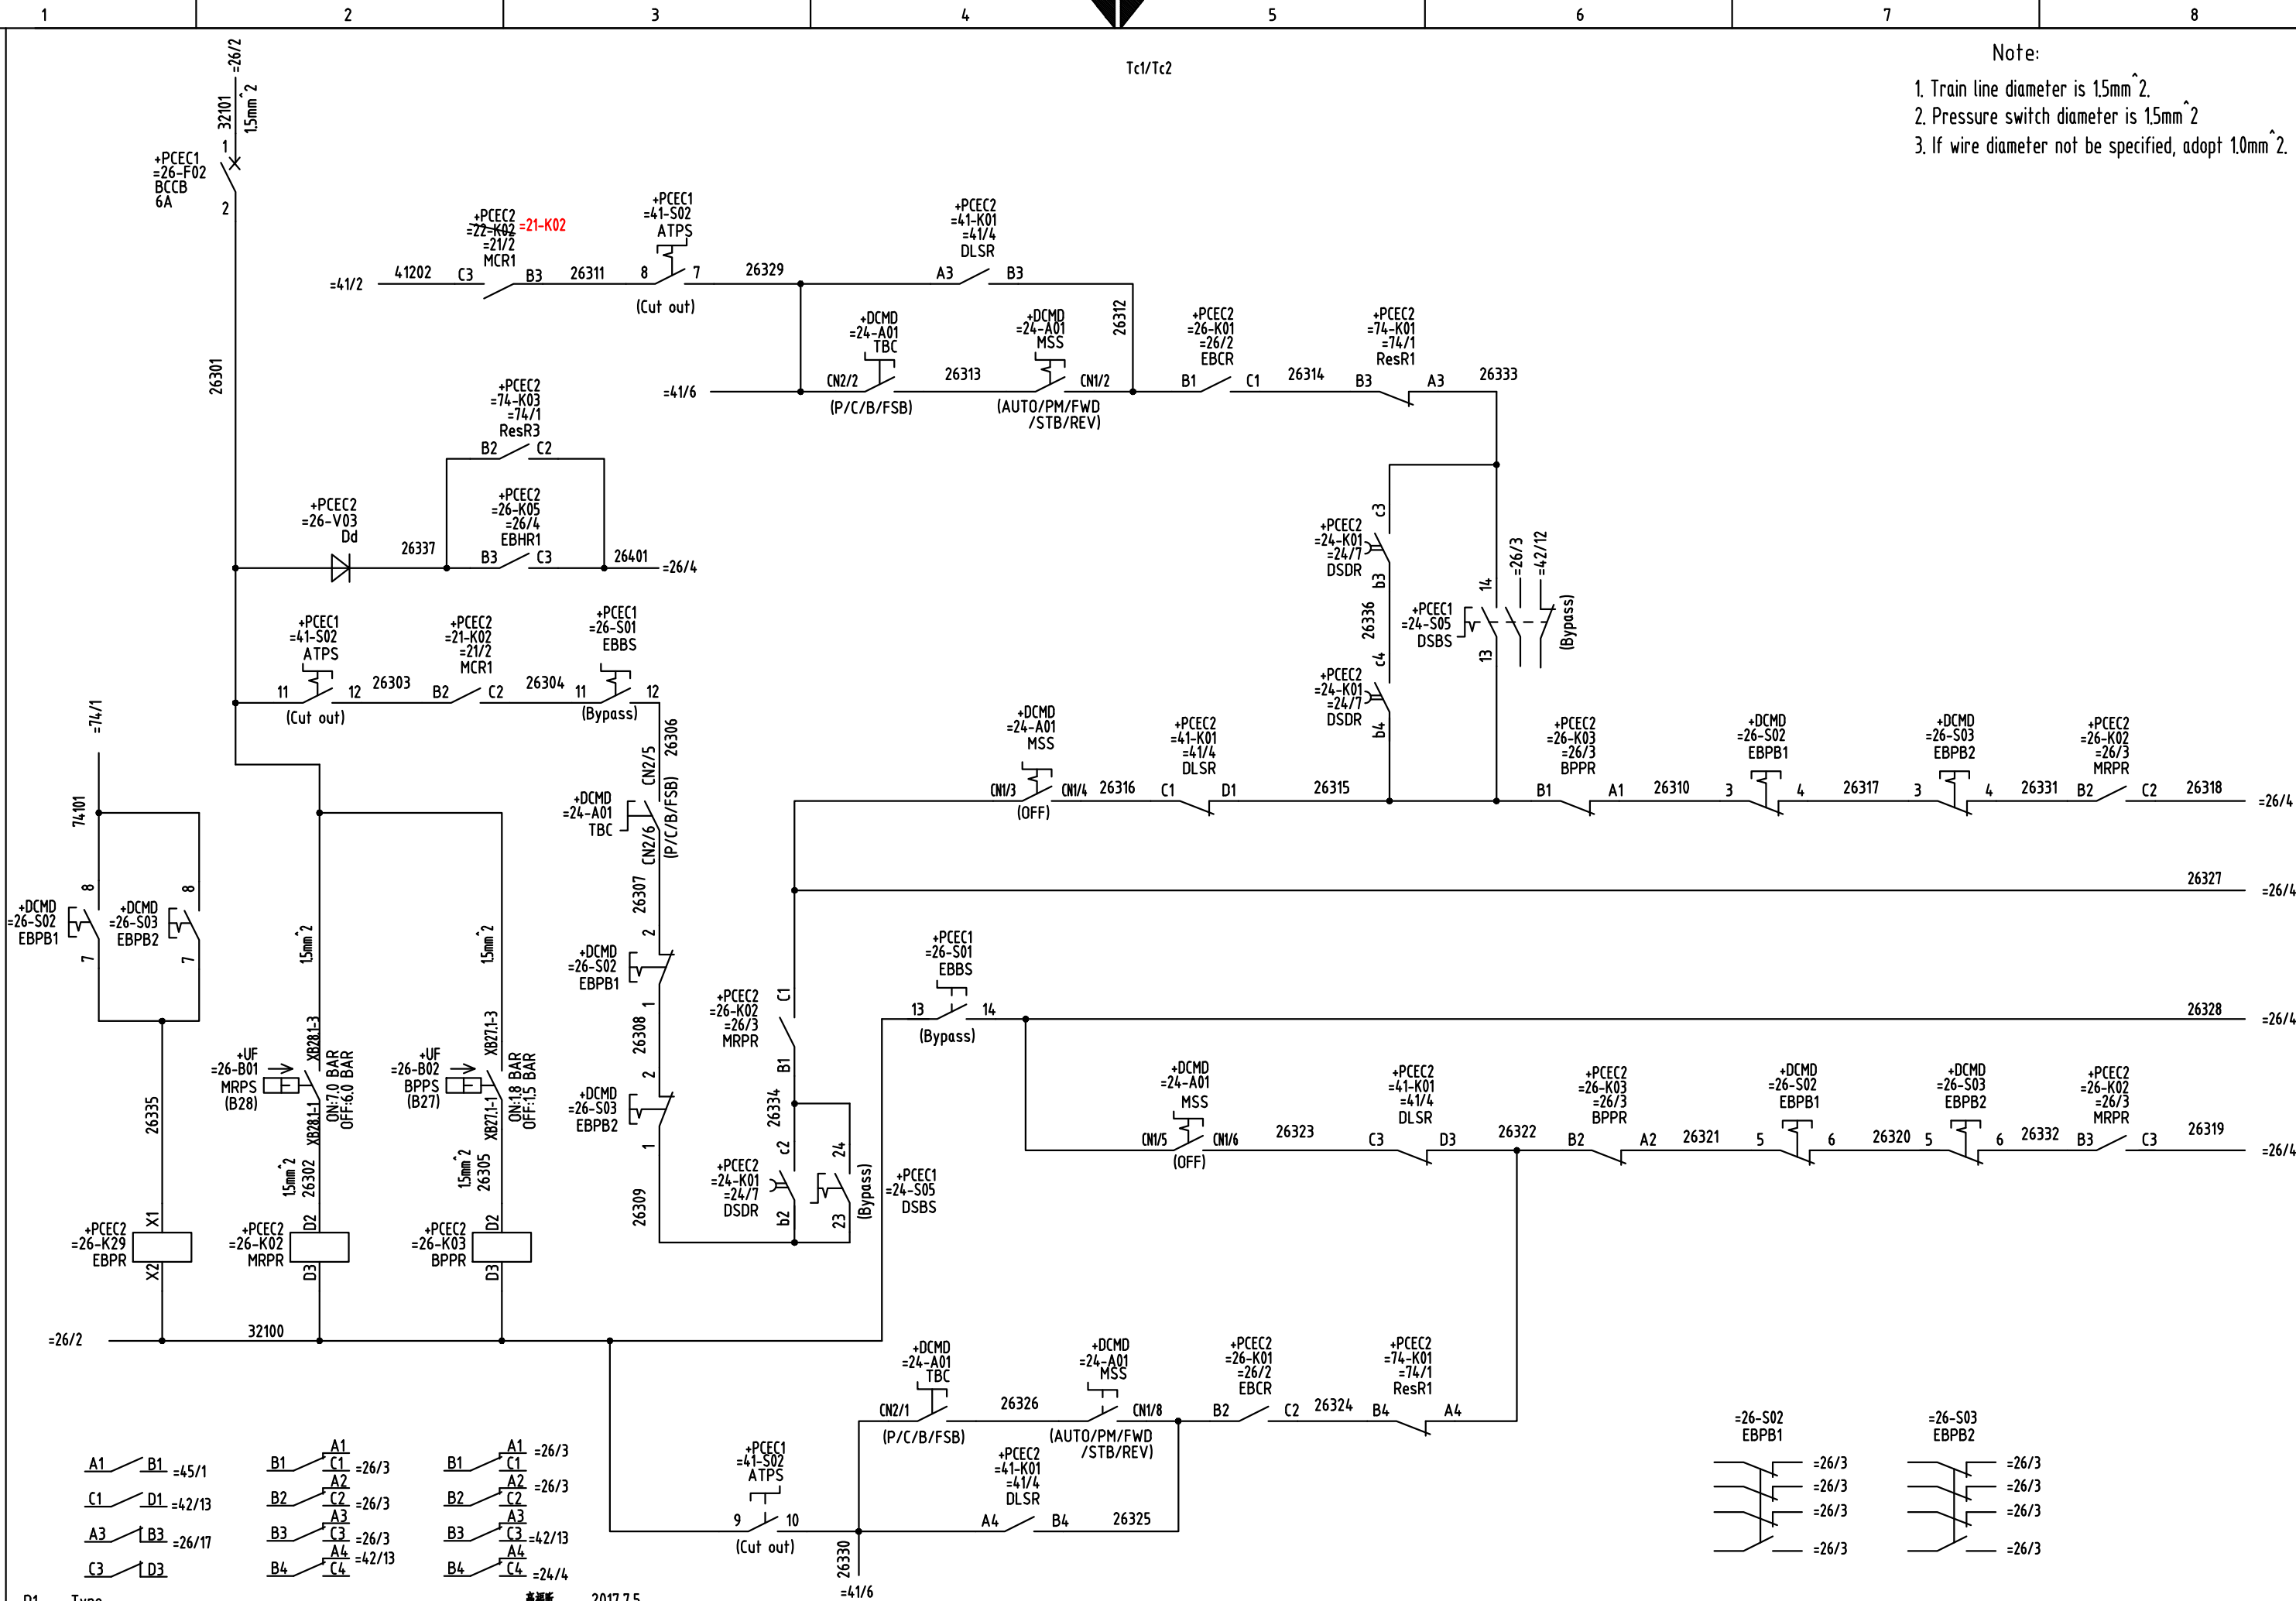 1 2 3 4 5 6 7 8
Tc1/Tc2
Note:
1. Train line diameter is 1.5mm^2.
2. Pressure switch diameter is 1.5mm^2
3. If wire diameter not be specified, adopt 1.0mm^2.
=26/2
32101
1.5mm^2
1
+PCEC1
=26-F02
BCCB
6A
2
26301
=41/2
41202
C3
+PCEC2
=22-K02 =21-K02
=21/2
MCR1
B3
26311
+PCEC1
=41-S02
ATPS
8 7
(Cut out)
26329
+PCEC2
=41-K01
=41/4
DLSR
A3 B3
26312
=41/6
+DCMD
=24-A01
TBC
CN2/2
(P/C/B/FSB)
26313
+DCMD
=24-A01
MSS
CN1/2
(AUTO/PM/FWD
/STB/REV)
+PCEC2
=26-K01
=26/2
EBCR
B1 C1
26314
+PCEC2
=74-K01
=74/1
ResR1
B3 A3
26333
+PCEC2
=74-K03
=74/1
ResR3
B2 C2
+PCEC2
=26-V03
Dd
26337
+PCEC2
=26-K05
=26/4
EBHR1
B3 C3
26401
=26/4
c3
+PCEC2
=24-K01
=24/7
DSDR
b3
26336
c4
+PCEC2
=24-K01
=24/7
DSDR
b4
14
+PCEC1
=24-S05
DSBS
13
=26/3
=42/12
(Bypass)
+PCEC1
=41-S02
ATPS
11 12
(Cut out)
26303
+PCEC2
=21-K02
=21/2
MCR1
B2 C2
26304
+PCEC1
=26-S01
EBBS
11 12
(Bypass)
26306
CN2/5
+DCMD
=24-A01
TBC
CN2/6
(P/C/B/FSB)
26307
2
+DCMD
=26-S02
EBPB1
1
26308
2
+DCMD
=26-S03
EBPB2
1
26309
+DCMD
=24-A01
MSS
CN1/3 CN1/4
(OFF)
26316
+PCEC2
=41-K01
=41/4
DLSR
C1 D1
26315
+PCEC2
=26-K03
=26/3
BPPR
B1 A1
26310
+DCMD
=26-S02
EBPB1
3 4
26317
+DCMD
=26-S03
EBPB2
3 4
26331
+PCEC2
=26-K02
=26/3
MRPR
B2 C2
26318
=26/4
26327
=26/4
=74/1
74101
8
+DCMD
=26-S02
EBPB1
7
8
+DCMD
=26-S03
EBPB2
7
26335
X1
+PCEC2
=26-K29
EBPR
X2
1.5mm^2
XB28.1-3
+UF
=26-B01
MRPS
(B28)
ON:7.0 BAR
OFF:6.0 BAR
XB28.1-1
1.5mm^2
26302
D2
+PCEC2
=26-K02
MRPR
D3
1.5mm^2
XB27.1-3
+UF
=26-B02
BPPS
(B27)
ON:1.8 BAR
OFF:1.5 BAR
XB27.1-1
1.5mm^2
26305
D2
+PCEC2
=26-K03
BPPR
D3
C1
+PCEC2
=26-K02
=26/3
MRPR
B1
26334
c2
+PCEC2
=24-K01
=24/7
DSDR
b2
24
+PCEC1
=24-S05
DSBS
23
(Bypass)
+PCEC1
=26-S01
EBBS
13 14
(Bypass)
26328
=26/4
+DCMD
=24-A01
MSS
CN1/5 CN1/6
(OFF)
26323
+PCEC2
=41-K01
=41/4
DLSR
C3 D3
26322
+PCEC2
=26-K03
=26/3
BPPR
B2 A2
26321
+DCMD
=26-S02
EBPB1
5 6
26320
+DCMD
=26-S03
EBPB2
5 6
26332
+PCEC2
=26-K02
=26/3
MRPR
B3 C3
26319
=26/4
=26/2
32100
+DCMD
=24-A01
TBC
CN2/1
(P/C/B/FSB)
26326
+DCMD
=24-A01
MSS
CN1/8
(AUTO/PM/FWD
/STB/REV)
+PCEC2
=26-K01
=26/2
EBCR
B2 C2
26324
+PCEC2
=74-K01
=74/1
ResR1
B4 A4
+PCEC1
=41-S02
ATPS
9 10
(Cut out)
26330
=41/6
+PCEC2
=41-K01
=41/4
DLSR
A4 B4
26325
A1 B1 =45/1
C1 D1 =42/13
A3 B3 =26/17
C3 D3
A1
B1 C1 =26/3
A2
B2 C2 =26/3
A3
B3 C3 =26/3
A4 =42/13
B4 C4
A1 =26/3
B1 C1
A2 =26/3
B2 C2
A3
B3 C3 =42/13
A4
B4 C4 =24/4
=26-S02
EBPB1
=26/3
=26/3
=26/3
=26/3
=26-S03
EBPB2
=26/3
=26/3
=26/3
=26/3
2017.7.5